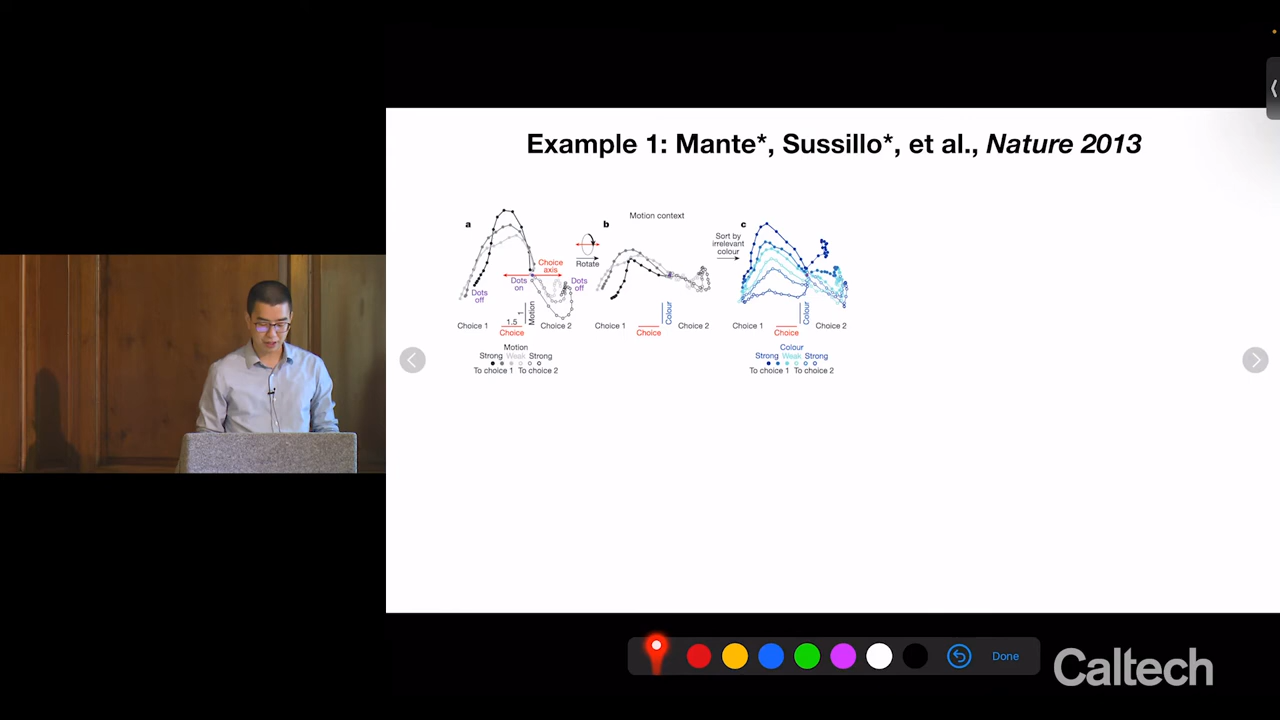 Example 1: Mante*, Sussillo*, et al., Nature 2013
a
Dots off
Dots on
Choice axis
Dots off
1
Motion
1.5
Choice 1
Choice
Choice 2
Motion
Strong Weak Strong
To choice 1 To choice 2
Rotate
b
Motion context
Colour
Choice 1
Choice
Choice 2
Sort by irrelevant colour
c
Colour
Choice 1
Choice
Choice 2
Colour
Strong Weak Strong
To choice 1 To choice 2
Done
Caltech